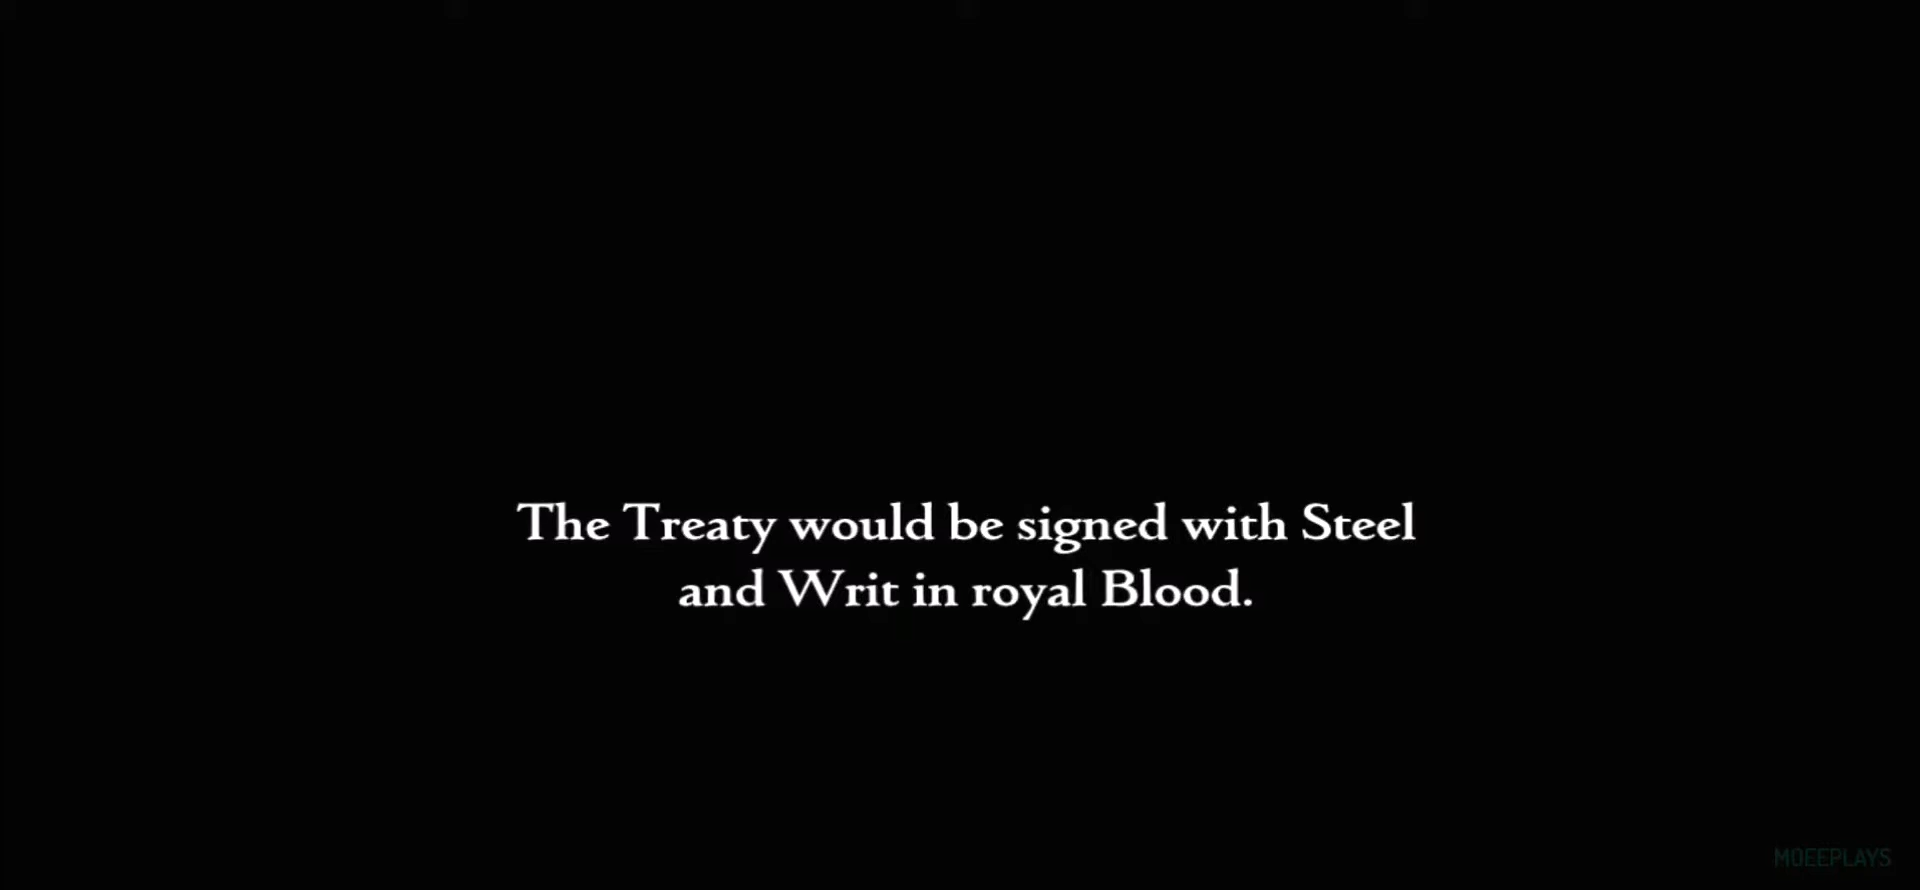 The Treaty would be signed with Steel
and Writ in royal Blood.
MOEEPLAYS